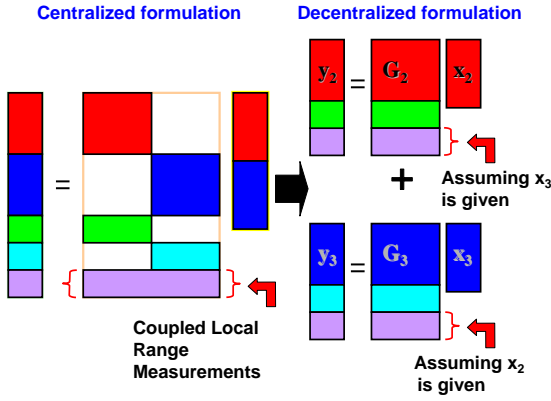 Centralized formulation
Decentralized formulation
=
Coupled Local
Range
Measurements
y2 = G2 x2
Assuming x3
is given
+
y3 = G3 x3
Assuming x2
is given